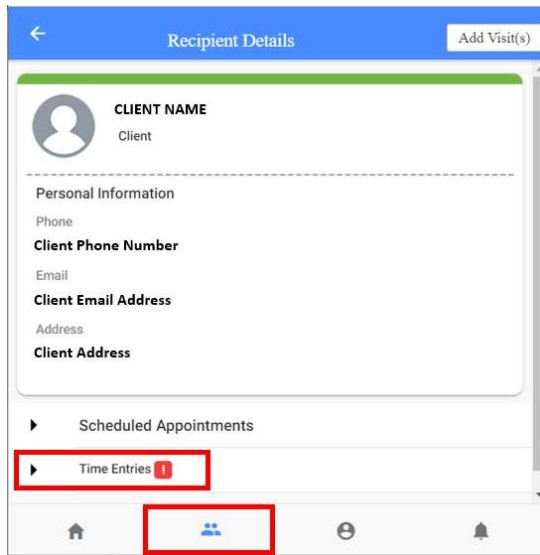 Recipient Details
Add Visit(s)
CLIENT NAME
Client
Personal Information
Phone
Client Phone Number
Email
Client Email Address
Address
Client Address
Scheduled Appointments
Time Entries !